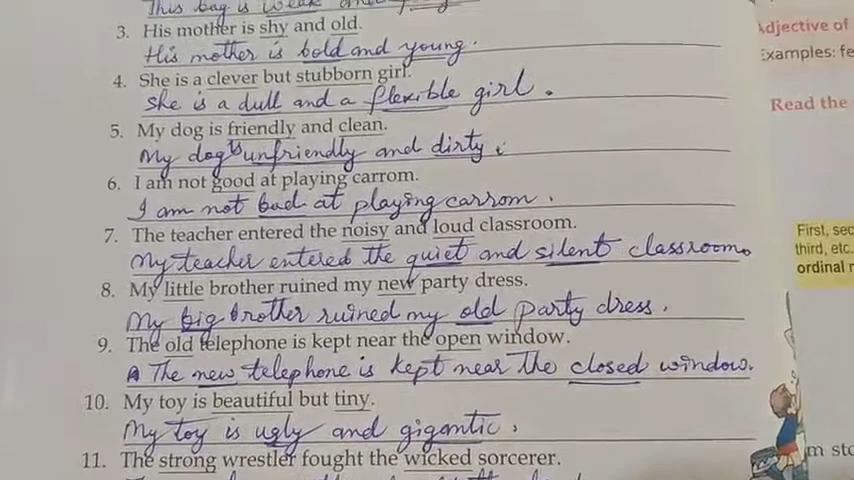 This bag is weak and
3. His mother is shy and old.
His mother is bold and young.
4. She is a clever but stubborn girl.
She is a dull and a flexible girl.
5. My dog is friendly and clean.
My dog is unfriendly and dirty.
6. I am not good at playing carrom.
I am not bad at playing carrom.
7. The teacher entered the noisy and loud classroom.
My teacher entered the quiet and silent classroom.
8. My little brother ruined my new party dress.
My big brother ruined my old party dress.
9. The old telephone is kept near the open window.
The new telephone is kept near the closed window.
10. My toy is beautiful but tiny.
My toy is ugly and gigantic.
11. The strong wrestler fought the wicked sorcerer.
Adjective of
Examples: fe
Read the
First, sec
third, etc.
ordinal
m sto